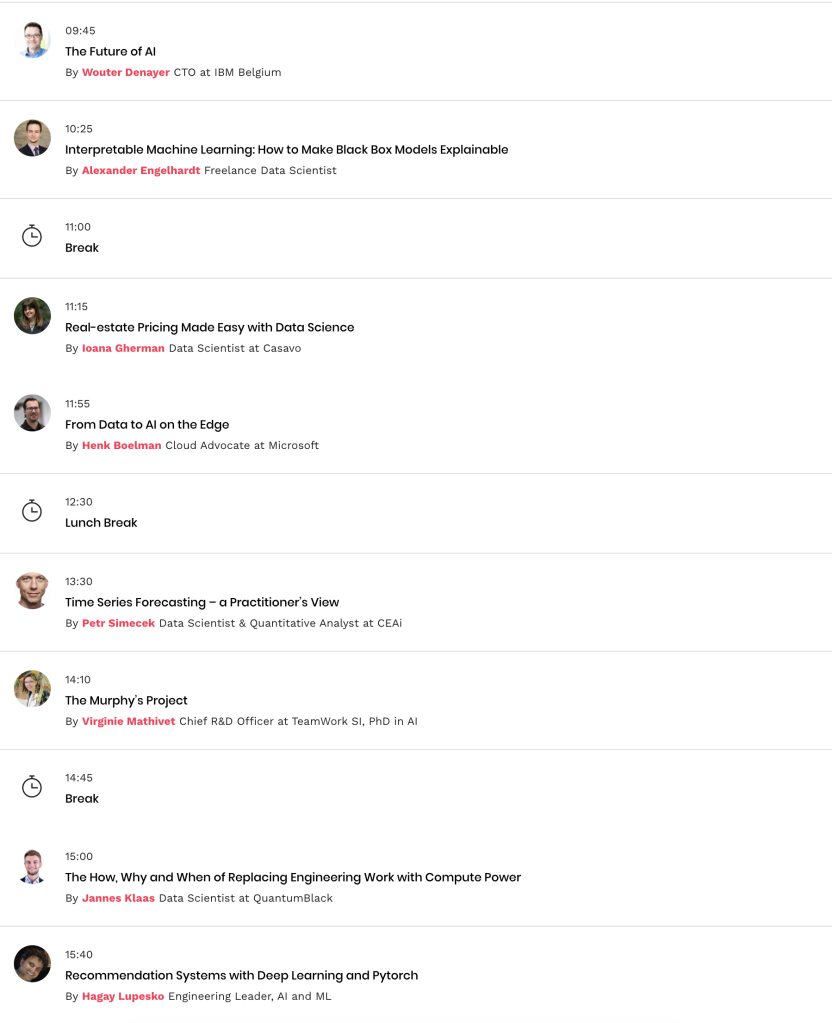 09:45
The Future of AI
By Wouter Denayer CTO at IBM Belgium
10:25
Interpretable Machine Learning: How to Make Black Box Models Explainable
By Alexander Engelhardt Freelance Data Scientist
11:00
Break
11:15
Real-estate Pricing Made Easy with Data Science
By Ioana Gherman Data Scientist at Casavo
11:55
From Data to AI on the Edge
By Henk Boelman Cloud Advocate at Microsoft
12:30
Lunch Break
13:30
Time Series Forecasting – a Practitioner's View
By Petr Simecek Data Scientist & Quantitative Analyst at CEAi
14:10
The Murphy's Project
By Virginie Mathivet Chief R&D Officer at TeamWork SI, PhD in AI
14:45
Break
15:00
The How, Why and When of Replacing Engineering Work with Compute Power
By Jannes Klaas Data Scientist at QuantumBlack
15:40
Recommendation Systems with Deep Learning and Pytorch
By Hagay Lupesko Engineering Leader, AI and ML